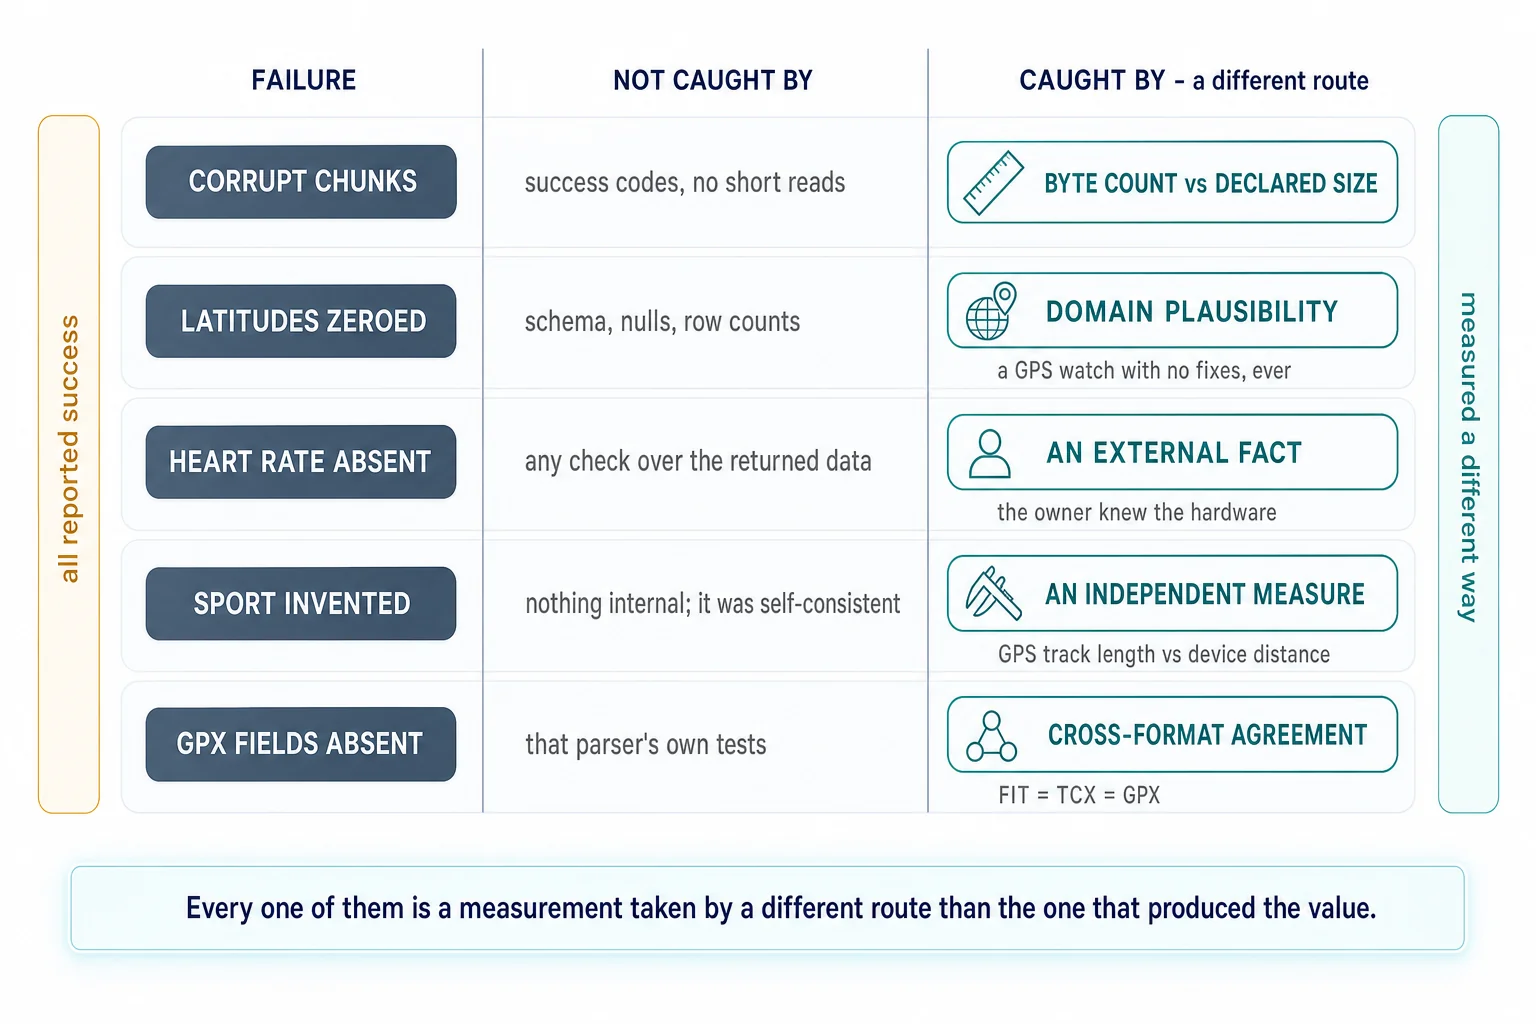 FAILURE
NOT CAUGHT BY
CAUGHT BY – a different route
all reported success
CORRUPT CHUNKS
success codes, no short reads
BYTE COUNT vs DECLARED SIZE
LATITUDES ZEROED
schema, nulls, row counts
DOMAIN PLAUSIBILITY
a GPS watch with no fixes, ever
HEART RATE ABSENT
any check over the returned data
AN EXTERNAL FACT
the owner knew the hardware
SPORT INVENTED
nothing internal; it was self-consistent
AN INDEPENDENT MEASURE
GPS track length vs device distance
GPX FIELDS ABSENT
that parser's own tests
CROSS-FORMAT AGREEMENT
FIT = TCX = GPX
measured a different way
Every one of them is a measurement taken by a different route than the one that produced the value.